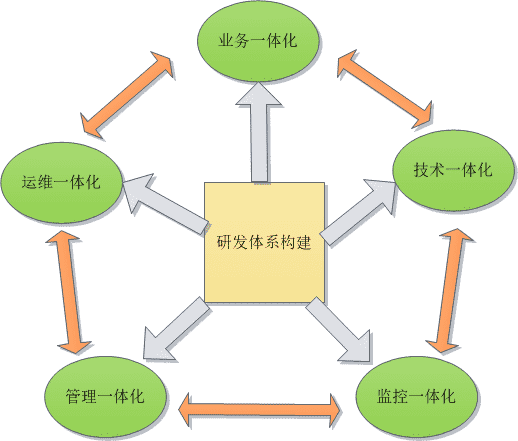 业务一体化
技术一体化
运维一体化
研发体系构建
管理一体化
监控一体化